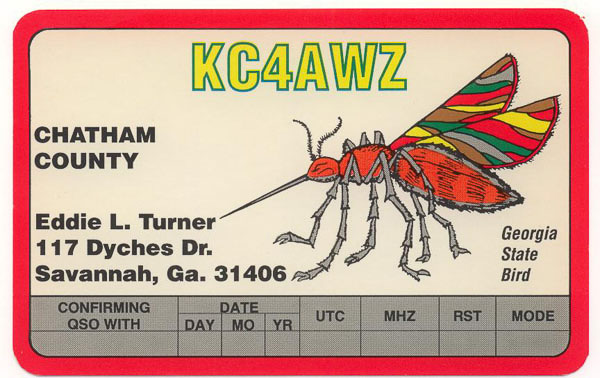 KC4AWZ
CHATHAM
COUNTY
Eddie L. Turner
117 Dyches Dr.
Savannah, Ga. 31406
Georgia
State
Bird
CONFIRMING
QSO WITH
DATE
DAY MO YR
UTC
MHZ
RST
MODE